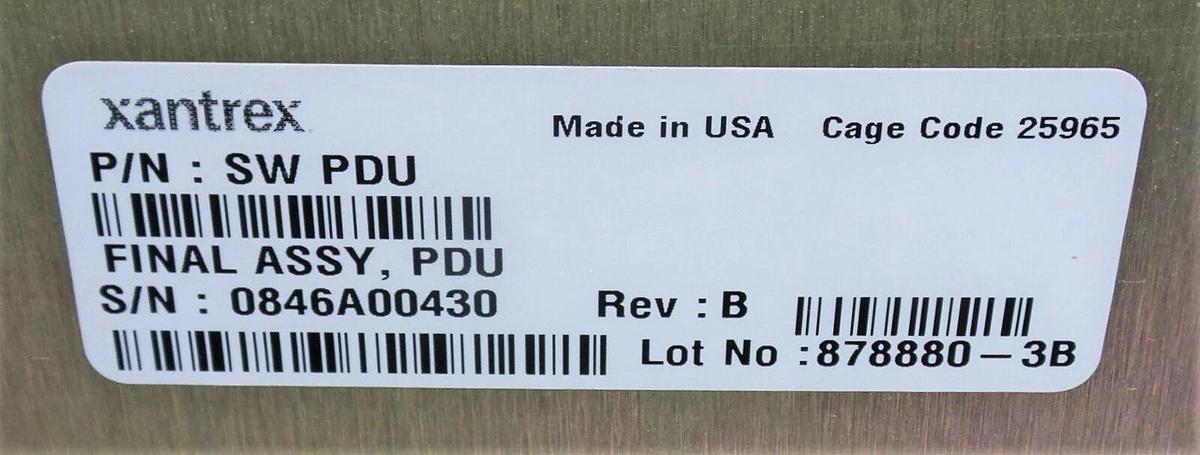 xantrex
Made in USA Cage Code 25965
P/N : SW PDU
FINAL ASSY, PDU
S/N : 0846A00430 Rev : B
Lot No :878880-3B